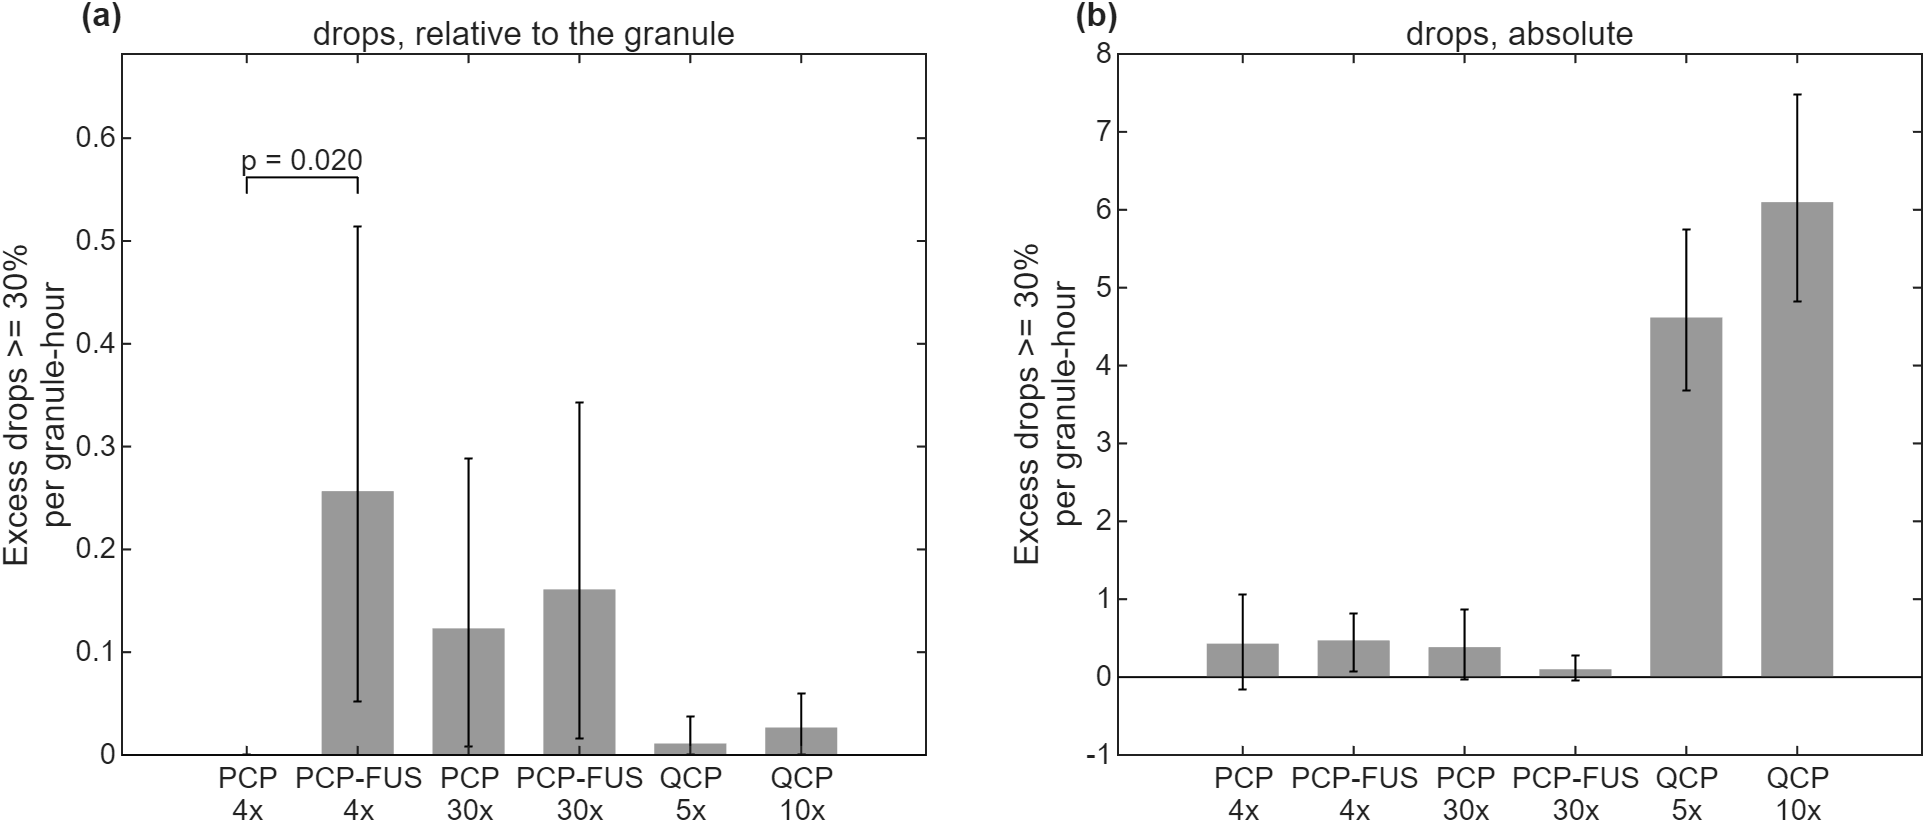 (a)
drops, relative to the granule
Excess drops >= 30%
per granule-hour
0.6
0.5
0.4
0.3
0.2
0.1
0
p = 0.020
PCP PCP-FUS PCP PCP-FUS QCP QCP
4x 4x 30x 30x 5x 10x
(b)
drops, absolute
Excess drops >= 30%
per granule-hour
8
7
6
5
4
3
2
1
0
-1
PCP PCP-FUS PCP PCP-FUS QCP QCP
4x 4x 30x 30x 5x 10x